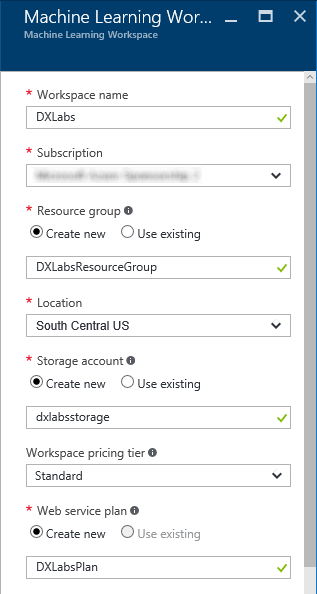 Machine Learning Wor...
Machine Learning Workspace
* Workspace name
DXLabs
* Subscription
* Resource group
Create new Use existing
DXLabsResourceGroup
* Location
South Central US
* Storage account
Create new Use existing
dxlabsstorage
Workspace pricing tier
Standard
* Web service plan
Create new Use existing
DXLabsPlan